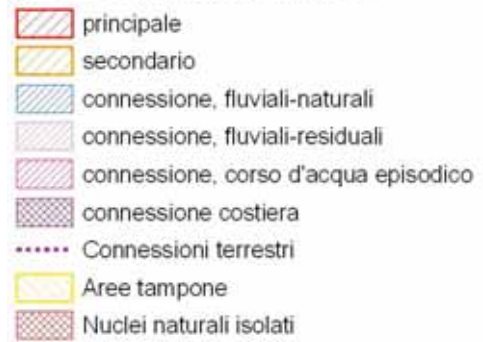 principale
secondario
connessione, fluviali-naturali
connessione, fluviali-residuali
connessione, corso d'acqua episodico
connessione costiera
Connessioni terrestri
Aree tampone
Nuclei naturali isolati